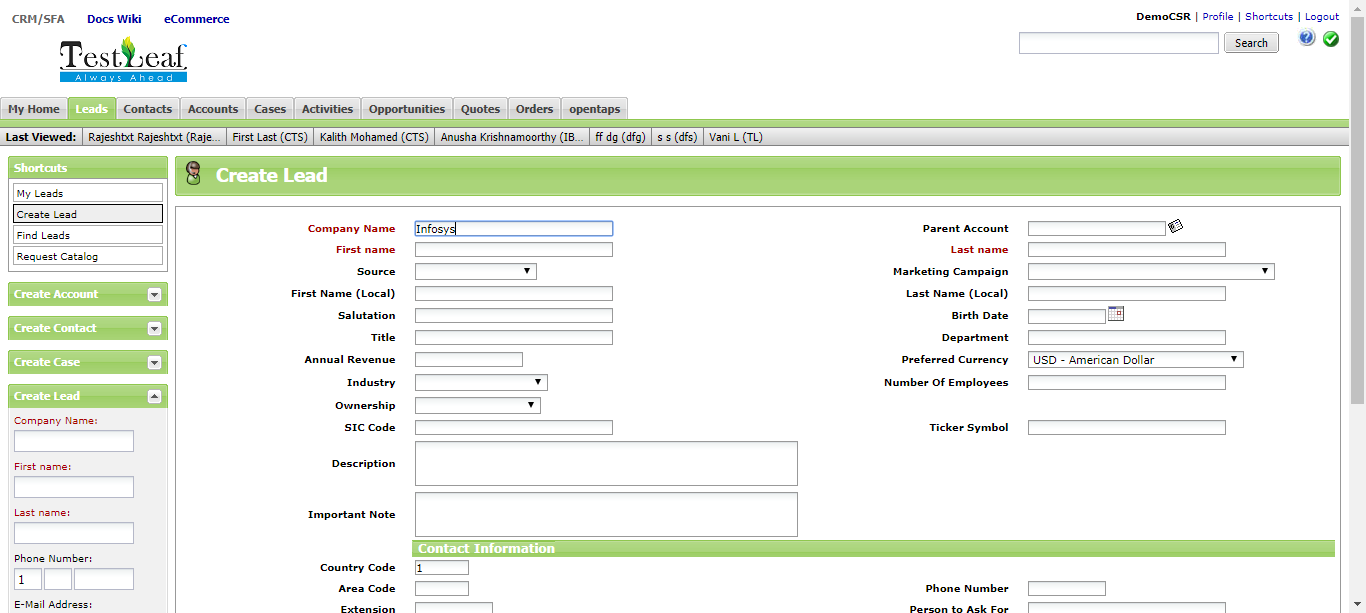 CRM/SFA Docs Wiki eCommerce
DemoCSR | Profile | Shortcuts | Logout
TestLeaf
Always Ahead
Search
My Home Leads Contacts Accounts Cases Activities Opportunities Quotes Orders opentaps
Last Viewed: Rajeshtxt Rajeshtxt (Raje... First Last (CTS) Kalith Mohamed (CTS) Anusha Krishnamoorthy (IB... ff dg (dfg) s s (dfs) Vani L (TL)
Shortcuts
My Leads
Create Lead
Find Leads
Request Catalog
Create Account
Create Contact
Create Case
Create Lead
Company Name:
First name:
Last name:
Phone Number:
1
E-Mail Address:
Create Lead
Company Name Infosys Parent Account
First name Last name
Source Marketing Campaign
First Name (Local) Last Name (Local)
Salutation Birth Date
Title Department
Annual Revenue Preferred Currency USD - American Dollar
Industry Number Of Employees
Ownership
SIC Code Ticker Symbol
Description
Important Note
Contact Information
Country Code 1
Area Code Phone Number
Extension Person to Ask For